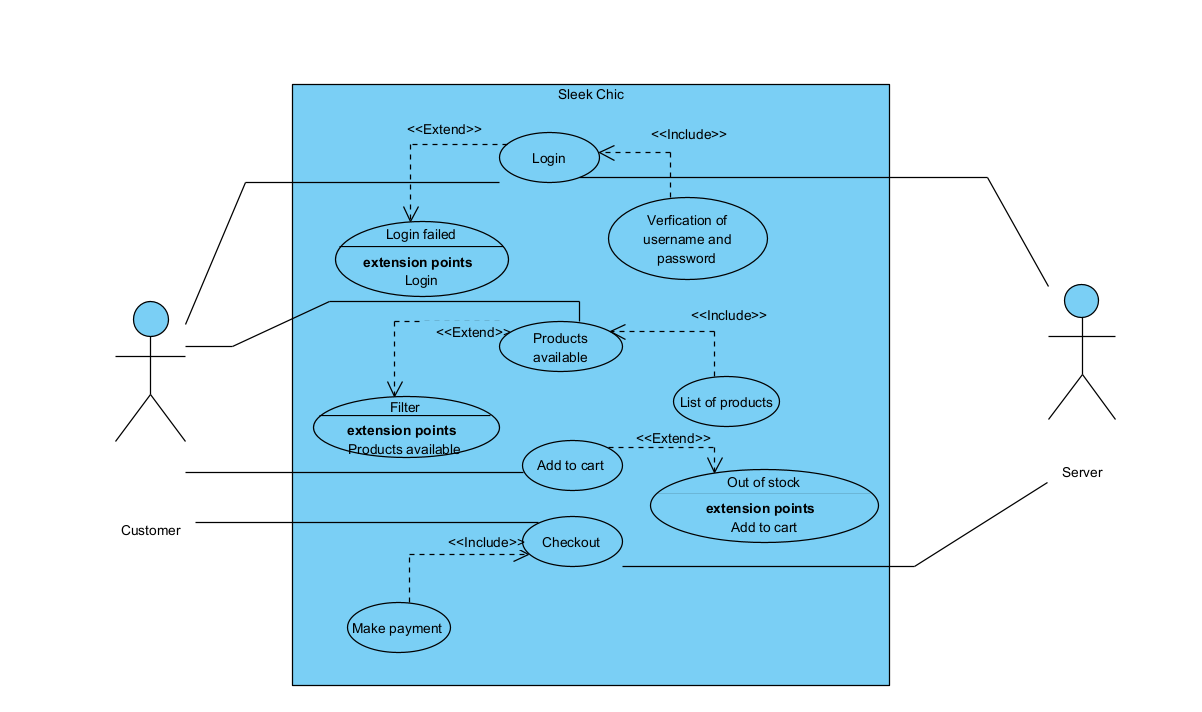 Sleek Chic
<<Extend>>
<<Include>>
Login
Verfication of
username and
password
Login failed
extension points
Login
<<Include>>
<<Extend>>
Products
available
List of products
Filter
extension points
Products available
<<Extend>>
Add to cart
Out of stock
extension points
Add to cart
Server
Customer
<<Include>>
Checkout
Make payment